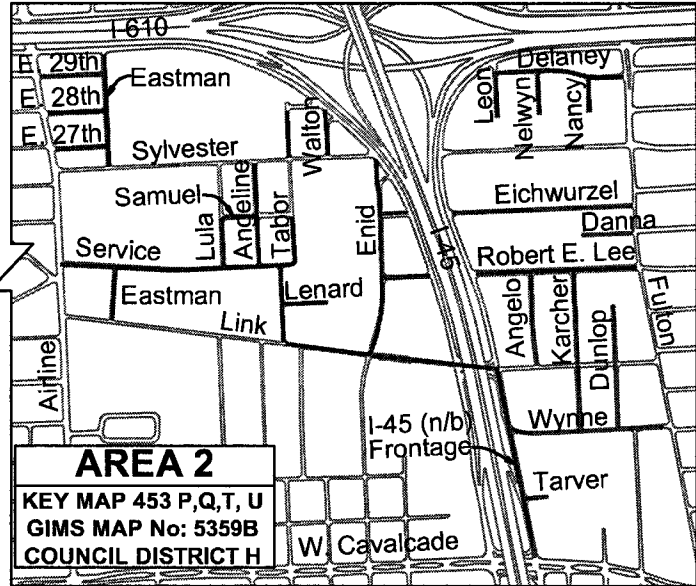 I-610
E. 29th
Eastman
E. 28th
E. 27th
Sylvester
Walton
Delaney
Leon
Nelwyn
Nancy
Samuel
Lula
Angeline
Tabor
Enid
I-45
Eichwurzel
Danna
Robert E. Lee
Service
Eastman
Lenard
Link
Angelo
Karcher
Dunlop
Fulton
Airline
I-45 (n/b)
Frontage
Wynne
Tarver
W. Cavalcade
AREA 2
KEY MAP 453 P,Q,T, U
GIMS MAP No: 5359B
COUNCIL DISTRICT H